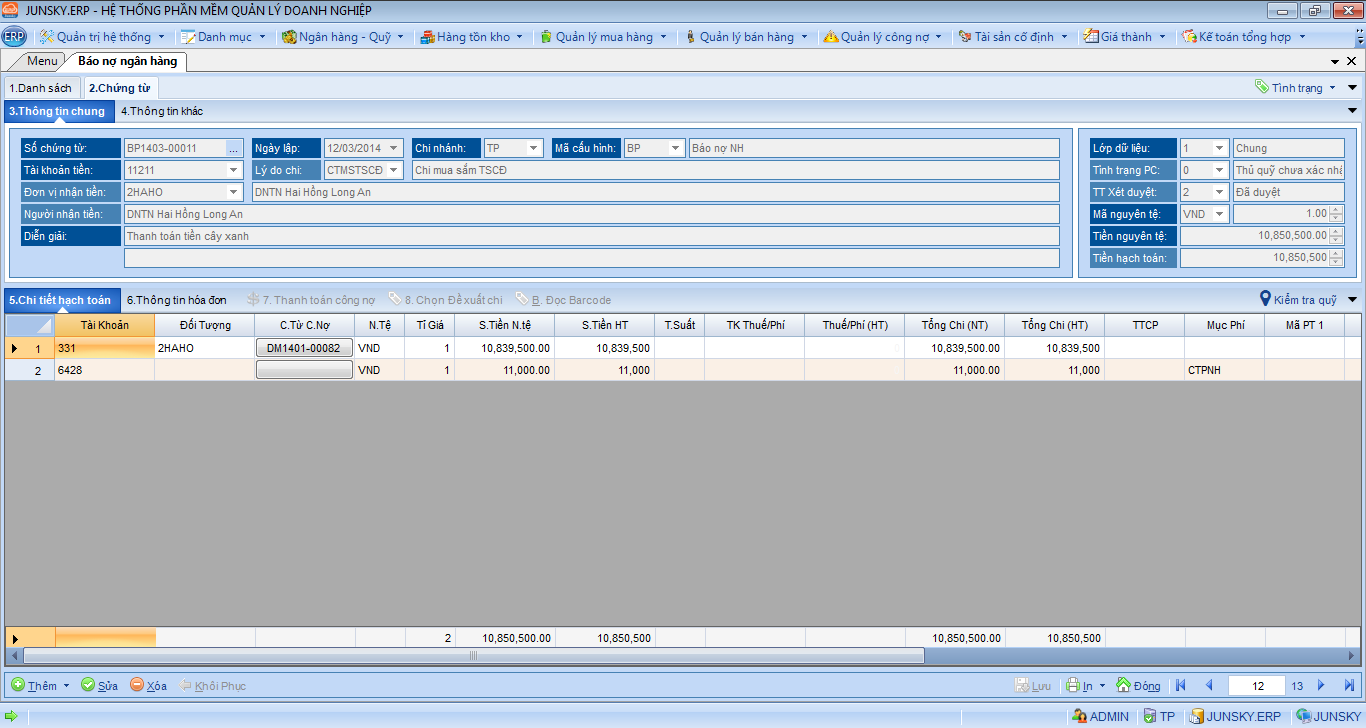 JUNSKY.ERP - HỆ THỐNG PHẦN MỀM QUẢN LÝ DOANH NGHIỆP
ERP Quản trị hệ thống Danh mục Ngân hàng - Quỹ Hàng tồn kho Quản lý mua hàng Quản lý bán hàng Quản lý công nợ Tài sản cố định Giá thành Kế toán tổng hợp
Menu Báo nợ ngân hàng
1.Danh sách 2.Chứng từ Tình trạng
3.Thông tin chung 4.Thông tin khác
Số chứng từ: BP1403-00011 ... Ngày lập: 12/03/2014 Chi nhánh: TP Mã cấu hình: BP Báo nợ NH Lớp dữ liệu: 1 Chung
Tài khoản tiền: 11211 Lý do chi: CTMSTSCĐ Chi mua sắm TSCĐ Tình trạng PC: 0 Thủ quỹ chưa xác nhậ
Đơn vị nhận tiền: 2HAHO DNTN Hai Hồng Long An TT Xét duyệt: 2 Đã duyệt
Người nhận tiền: DNTN Hai Hồng Long An Mã nguyên tệ: VND 1.00
Diễn giải: Thanh toán tiền cây xanh Tiền nguyên tệ: 10,850,500.00
Tiền hạch toán: 10,850,500
5.Chi tiết hạch toán 6.Thông tin hóa đơn 7. Thanh toán công nợ 8. Chọn Đề xuất chi B. Đọc Barcode Kiểm tra quỹ
Tài Khoản Đối Tượng C.Từ C.Nợ N.Tệ Tỉ Giá S.Tiền N.tệ S.Tiền HT T.Suất TK Thuế/Phí Thuế/Phí (HT) Tổng Chi (NT) Tổng Chi (HT) TTCP Mục Phí Mã PT 1
1 331 2HAHO DM1401-00082 VND 1 10,839,500.00 10,839,500 10,839,500.00 10,839,500
2 6428 VND 1 11,000.00 11,000 11,000.00 11,000 CTPNH
2 10,850,500.00 10,850,500 10,850,500.00 10,850,500
Thêm Sửa Xóa Khôi Phục Lưu In Đóng 12 13
ADMIN TP JUNSKY.ERP JUNSKY